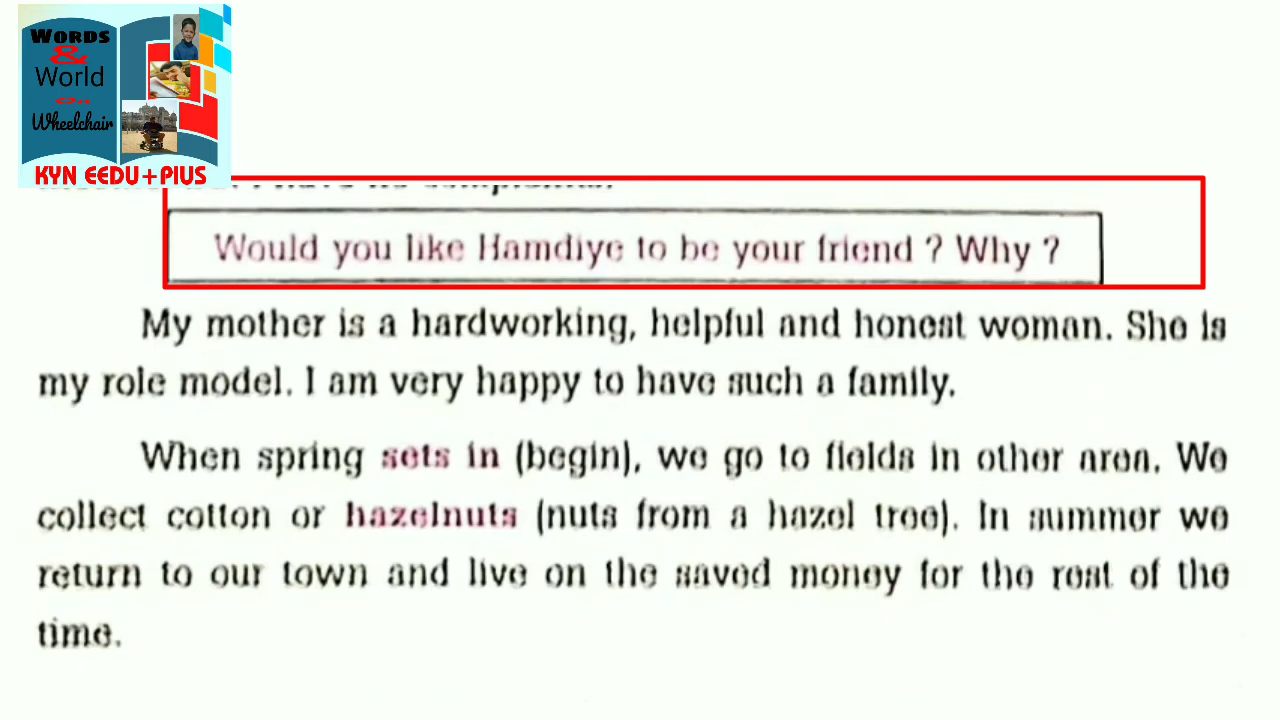 WORDS
&
World
On
Wheelchair
KYN EEDU+PIUS
Would you like Hamdiye to be your friend ? Why ?
My mother is a hardworking, helpful and honest woman. She is
my role model. I am very happy to have such a family.
When spring sets in (begin), we go to fields in other area. We
collect cotton or hazelnuts (nuts from a hazel tree). In summer we
return to our town and live on the saved money for the rest of the
time.